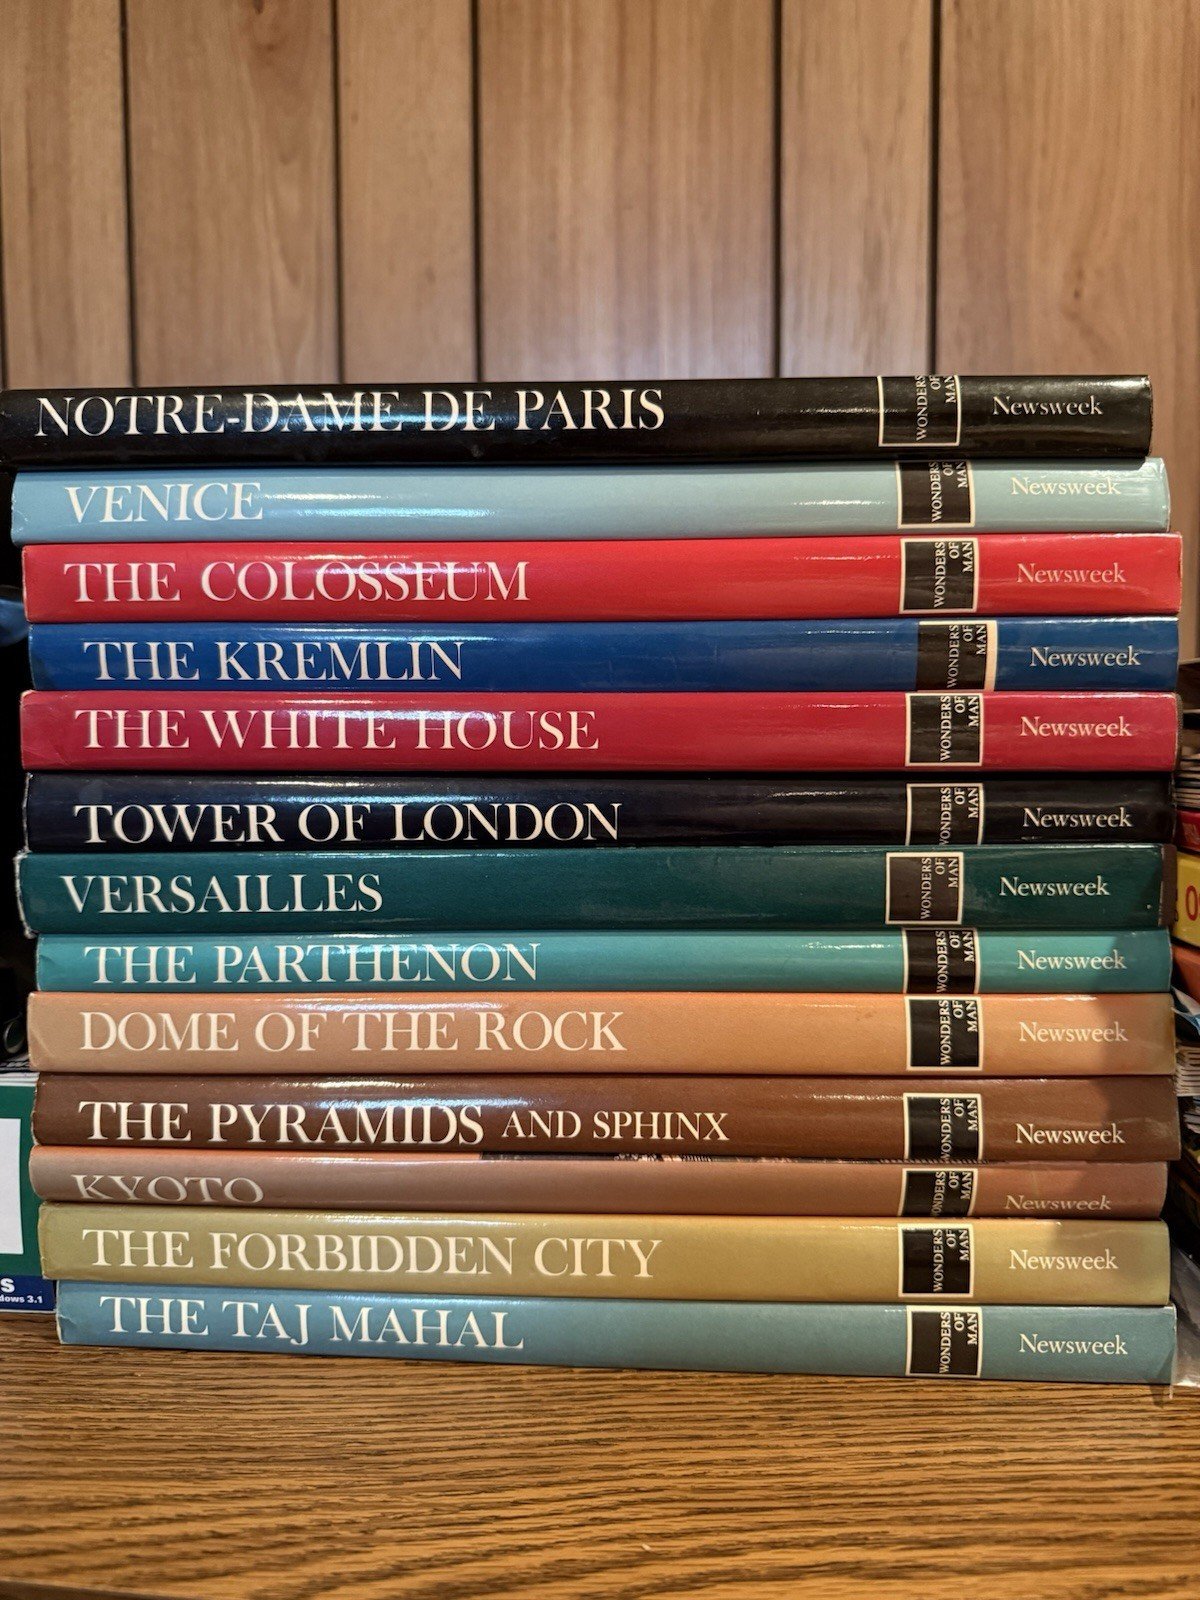 NOTRE-DAME DE PARIS
WONDERS
OF
MAN
Newsweek
VENICE
WONDERS
OF
MAN
Newsweek
THE COLOSSEUM
WONDERS
OF
MAN
Newsweek
THE KREMLIN
WONDERS
OF
MAN
Newsweek
THE WHITE HOUSE
WONDERS
OF
MAN
Newsweek
TOWER OF LONDON
WONDERS
OF
MAN
Newsweek
VERSAILLES
WONDERS
OF
MAN
Newsweek
THE PARTHENON
WONDERS
OF
MAN
Newsweek
DOME OF THE ROCK
WONDERS
OF
MAN
Newsweek
THE PYRAMIDS AND SPHINX
WONDERS
OF
MAN
Newsweek
KYOTO
WONDERS
OF
MAN
Newsweek
THE FORBIDDEN CITY
WONDERS
OF
MAN
Newsweek
THE TAJ MAHAL
WONDERS
OF
MAN
Newsweek
S
dows 3.1